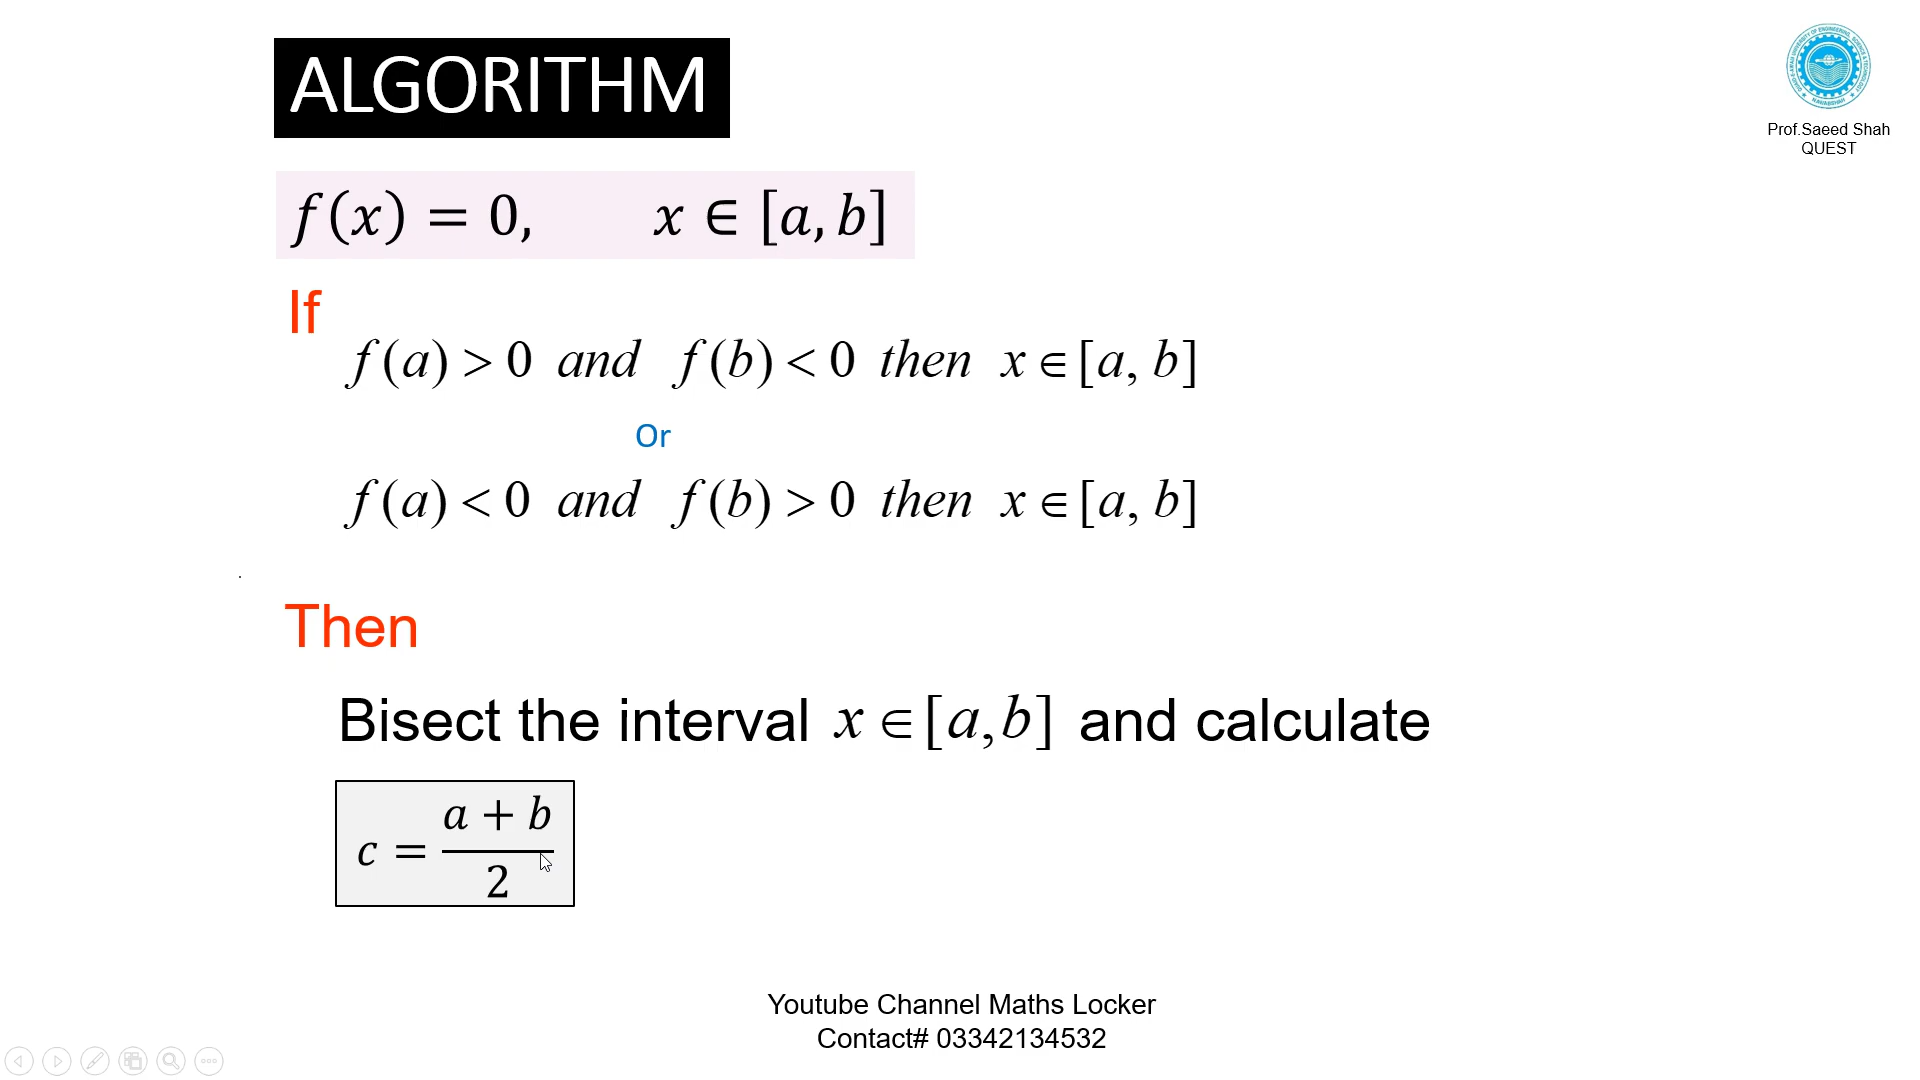 ALGORITHM
Prof.Saeed Shah
QUEST
f(x) = 0, x ∈ [a, b]
If
f(a) > 0 and f(b) < 0 then x ∈ [a, b]
Or
f(a) < 0 and f(b) > 0 then x ∈ [a, b]
Then
Bisect the interval x ∈ [a, b] and calculate
c = \frac{a + b}{2}
Youtube Channel Maths Locker
Contact# 03342134532